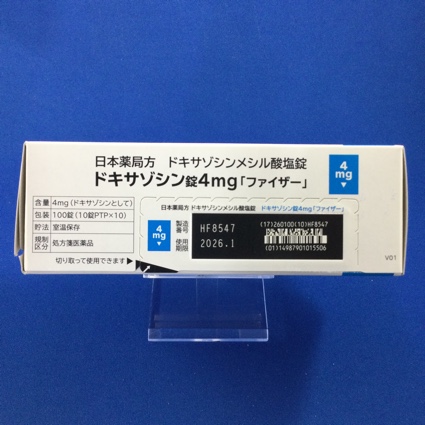 日本薬局方 ドキサゾシンメシル酸塩錠
ドキサゾシン錠4mg「ファイザー」
4
mg
含量 4mg(ドキサゾシンとして)
包装 100錠(10錠PTP×10)
貯法 室温保存
規制区分 処方箋医薬品
切り取って使用できます
日本薬局方 ドキサゾシンメシル酸塩錠 ドキサゾシン錠4mg「ファイザー」
4
mg
製造番号 HF8547
使用期限 2026.1
(17)260100(10)HF8547
(01)14987901015506
V01